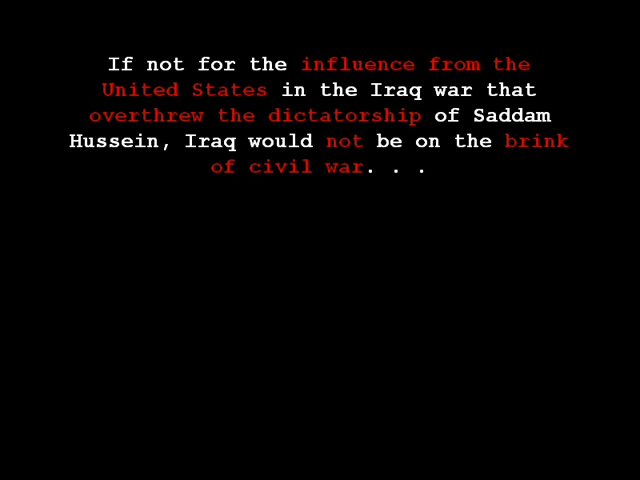 If not for the influence from the
United States in the Iraq war that
overthrew the dictatorship of Saddam
Hussein, Iraq would not be on the brink
of civil war. . .